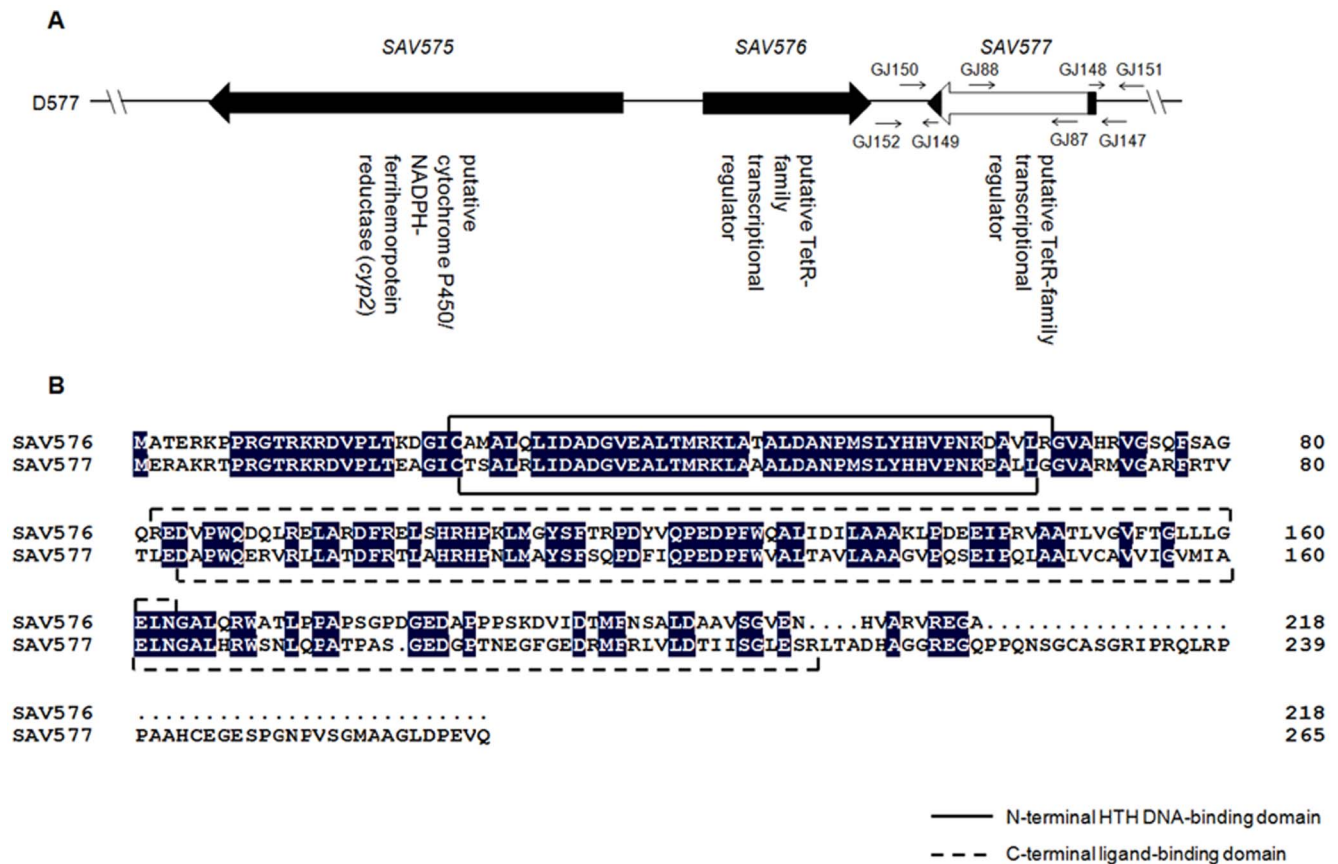 A
SAV575
SAV576
SAV577
GJ150
GJ88
GJ148
GJ151
D577
GJ152
GJ149
GJ87
GJ147
putative
cytochrome P450/
NADPH-
ferrihemorpotein
reductase (cyp2)
putative TetR-
family
transcriptional
regulator
putative TetR-family
transcriptional
regulator
B
SAV576 MATERKPPRGTRKRDVPLTKDGICAMALQLIDADGVEALTMRKLATALDANPMSLYHHVPNKDAVLRGVAHRVGSQFSAG 80
SAV577 MERAKRTPRGTRKRDVPLTEAGICTSALRLIDADGVEALTMRKLAAALDANPMSLYHHVPNKEALLGGVARMVGARFRTV 80
SAV576 QREDVPWQDQLRELARDFRELSHRHPKLMGYSFTRPDYVQPEDPFWQALIDILAAAKLPDEEIPRVAATLVGVFTGLLLG 160
SAV577 TLEDAPWQERVRLLATDFRTLAHRHPNLMAYSFSQPDFIQPEDPFWVALTAVLAAAGVPQSEIPQLAALVCAVVIGVMIA 160
SAV576 ELNGALQRWATLPPAPSGPDGEDAPPPSKDVIDTMFNSALDAAVSGVEN....HVARVREGA.................. 218
SAV577 ELNGALHRWSNLQPATPAS.GEDGPTNEGFGEDRMFRLVLDTIISGLESRLTADHAGGREGQPPQNSGCASGRIPRQLRP 239
SAV576 .......................... 218
SAV577 PAAHCEGESPGNPVSGMAAGLDPEVQ 265
N-terminal HTH DNA-binding domain
C-terminal ligand-binding domain